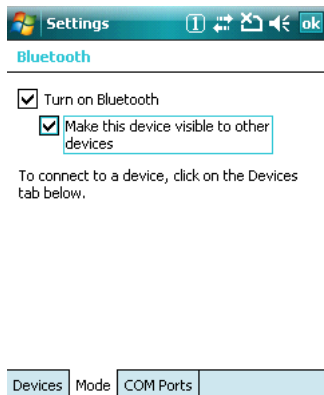 Settings 1 ok
Bluetooth
Turn on Bluetooth
Make this device visible to other
devices
To connect to a device, click on the Devices
tab below.
Devices Mode COM Ports